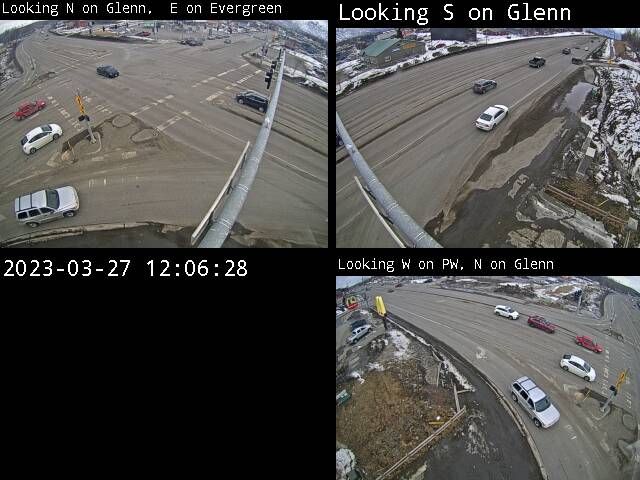 Looking N on Glenn,  E on Evergreen
Looking S on Glenn
2023-03-27 12:06:28
Looking W on PW, N on Glenn